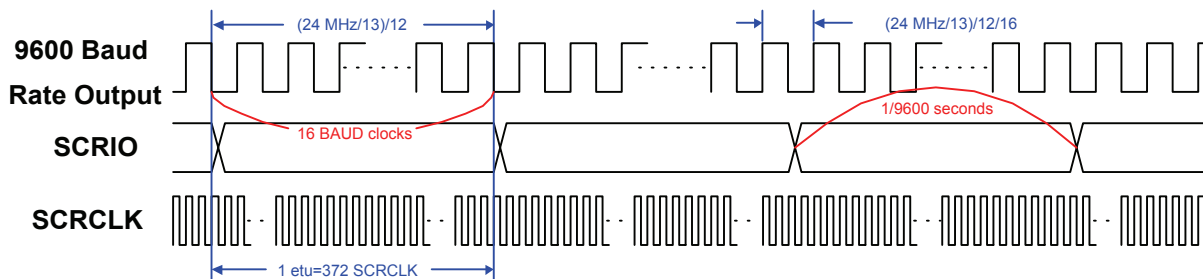 (24 MHz/13)/12
(24 MHz/13)/12/16
9600 Baud
Rate Output
16 BAUD clocks
1/9600 seconds
SCRIO
SCRCLK
1 etu=372 SCRCLK